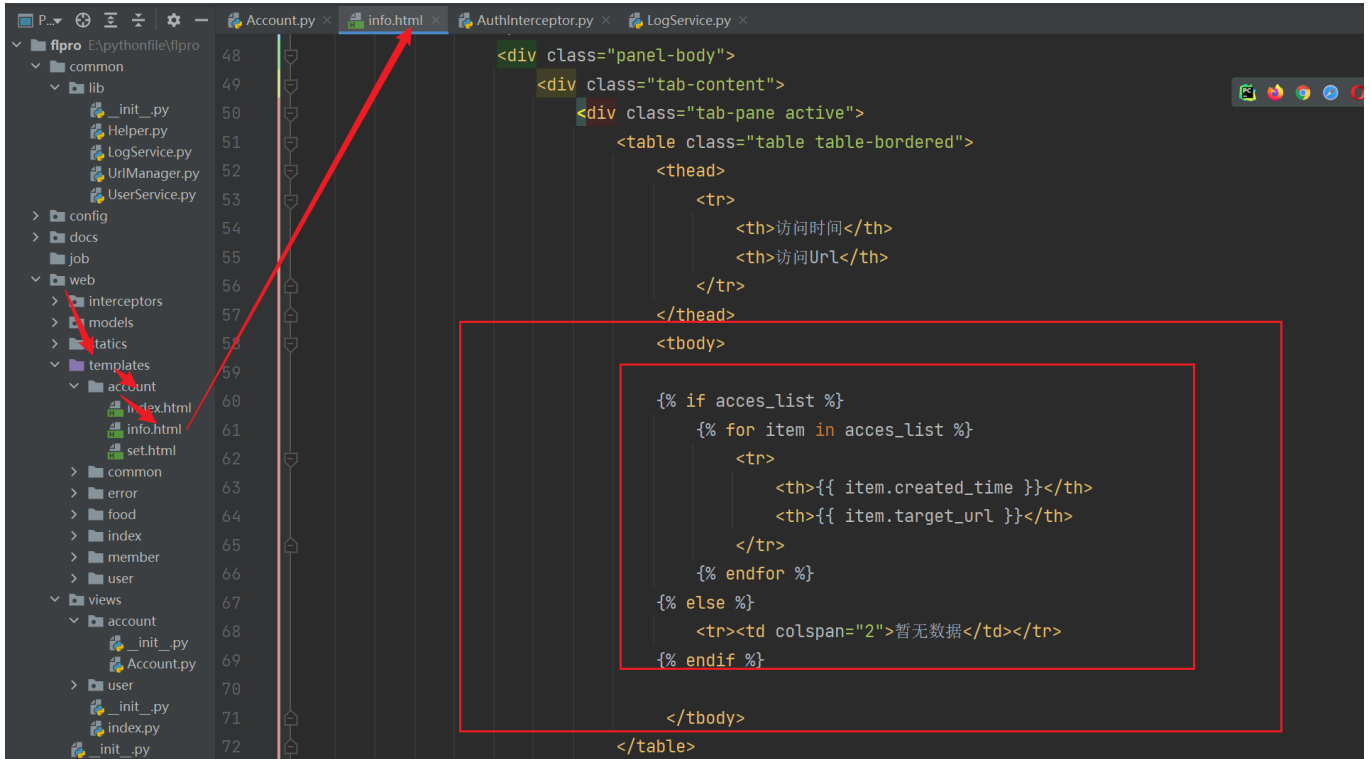 P...
Account.py
info.html
AuthInterceptor.py
LogService.py
flpro E:\pythonfile\flpro
common
lib
__init__.py
Helper.py
LogService.py
UrlManager.py
UserService.py
config
docs
job
web
interceptors
models
statics
templates
account
index.html
info.html
set.html
common
error
food
index
member
user
views
account
__init__.py
Account.py
user
__init__.py
index.py
__init__.py
48 <div class="panel-body">
49 <div class="tab-content">
50 <div class="tab-pane active">
51 <table class="table table-bordered">
52 <thead>
53 <tr>
54 <th>访问时间</th>
55 <th>访问Url</th>
56 </tr>
57 </thead>
58 <tbody>
59
60 {% if acces_list %}
61 {% for item in acces_list %}
62 <tr>
63 <th>{{ item.created_time }}</th>
64 <th>{{ item.target_url }}</th>
65 </tr>
66 {% endfor %}
67 {% else %}
68 <tr><td colspan="2">暂无数据</td></tr>
69 {% endif %}
70
71 </tbody>
72 </table>